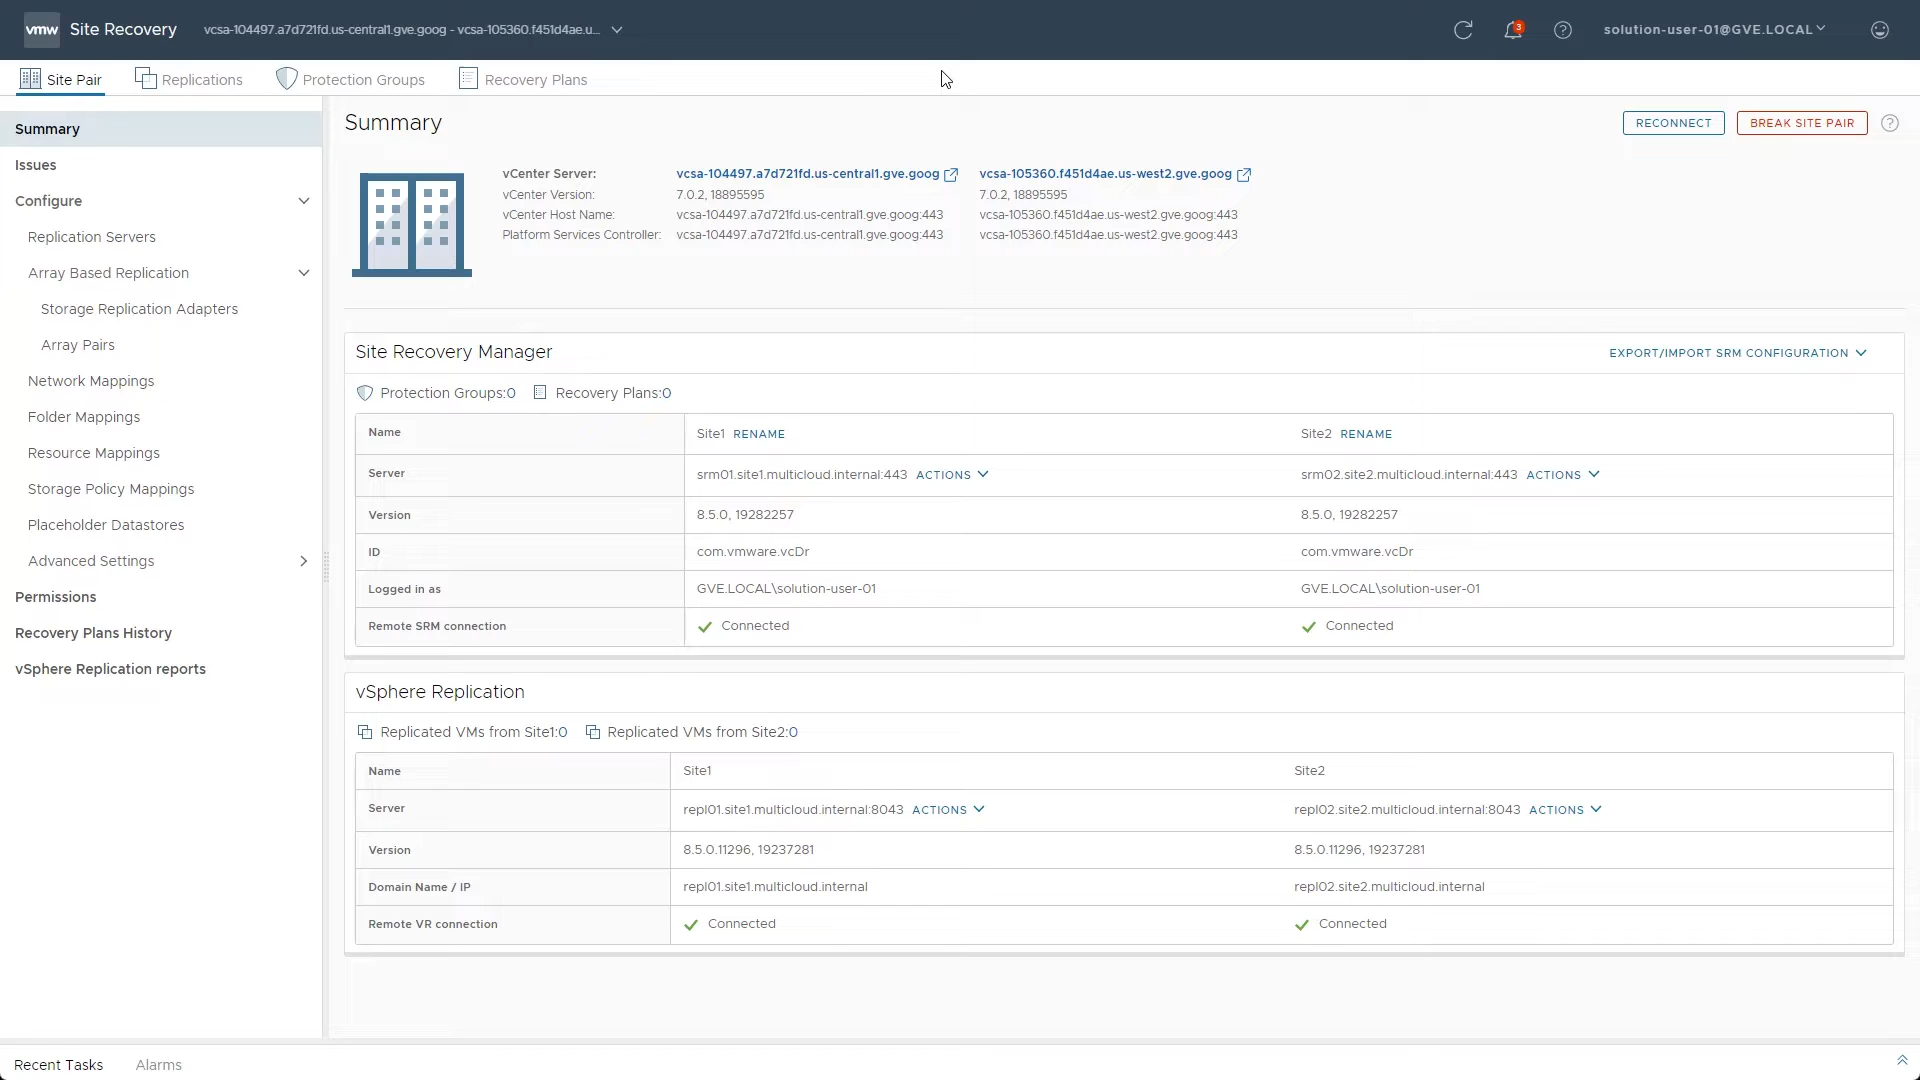 vmw Site Recovery vcsa-104497.a7d721fd.us-central1.gve.goog - vcsa-105360.f451d4ae.u... 3 solution-user-01@GVE.LOCAL
Site Pair Replications Protection Groups Recovery Plans
Summary
Issues
Configure
Replication Servers
Array Based Replication
Storage Replication Adapters
Array Pairs
Network Mappings
Folder Mappings
Resource Mappings
Storage Policy Mappings
Placeholder Datastores
Advanced Settings
Permissions
Recovery Plans History
vSphere Replication reports
Summary RECONNECT BREAK SITE PAIR
vCenter Server: vcsa-104497.a7d721fd.us-central1.gve.goog vcsa-105360.f451d4ae.us-west2.gve.goog
vCenter Version: 7.0.2, 18895595 7.0.2, 18895595
vCenter Host Name: vcsa-104497.a7d721fd.us-central1.gve.goog:443 vcsa-105360.f451d4ae.us-west2.gve.goog:443
Platform Services Controller: vcsa-104497.a7d721fd.us-central1.gve.goog:443 vcsa-105360.f451d4ae.us-west2.gve.goog:443
Site Recovery Manager EXPORT/IMPORT SRM CONFIGURATION
Protection Groups:0 Recovery Plans:0
Name Site1 RENAME Site2 RENAME
Server srm01.site1.multicloud.internal:443 ACTIONS srm02.site2.multicloud.internal:443 ACTIONS
Version 8.5.0, 19282257 8.5.0, 19282257
ID com.vmware.vcDr com.vmware.vcDr
Logged in as GVE.LOCAL\solution-user-01 GVE.LOCAL\solution-user-01
Remote SRM connection Connected Connected
vSphere Replication
Replicated VMs from Site1:0 Replicated VMs from Site2:0
Name Site1 Site2
Server repl01.site1.multicloud.internal:8043 ACTIONS repl02.site2.multicloud.internal:8043 ACTIONS
Version 8.5.0.11296, 19237281 8.5.0.11296, 19237281
Domain Name / IP repl01.site1.multicloud.internal repl02.site2.multicloud.internal
Remote VR connection Connected Connected
Recent Tasks Alarms